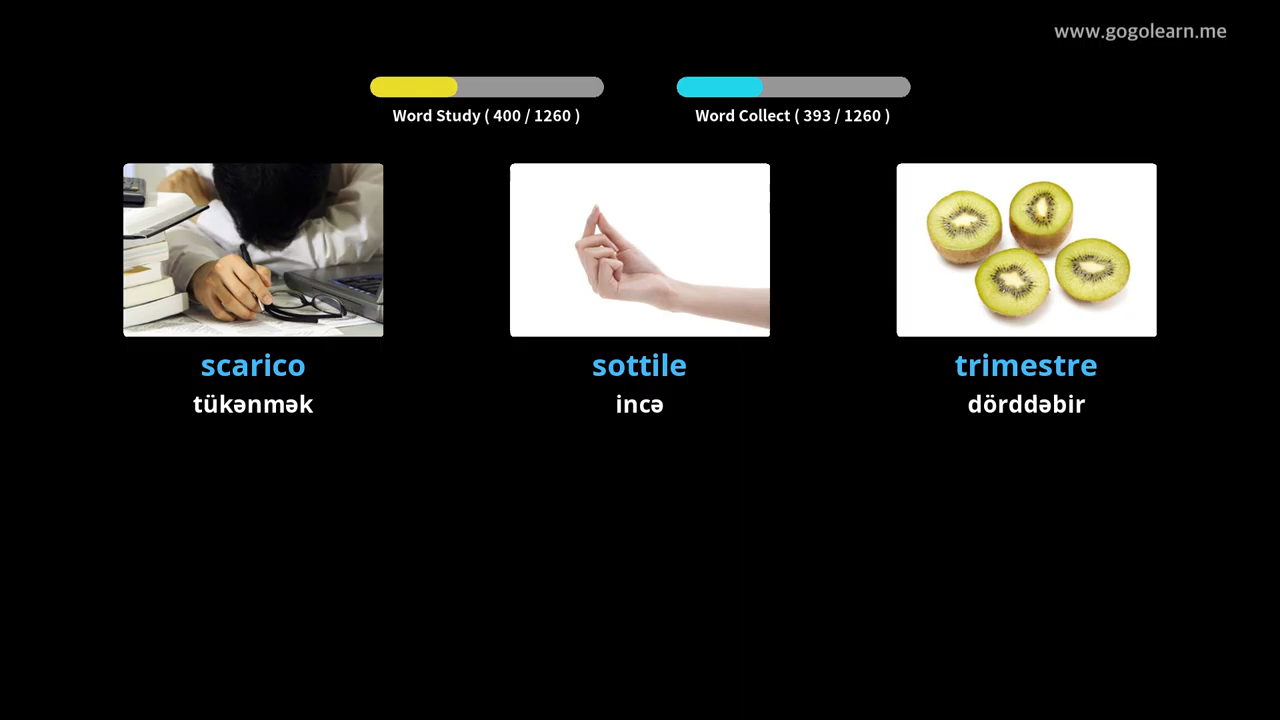 www.gogolearn.me
Word Study ( 400 / 1260 )
Word Collect ( 393 / 1260 )
scarico
tükənmək
sottile
incə
trimestre
dörddəbir